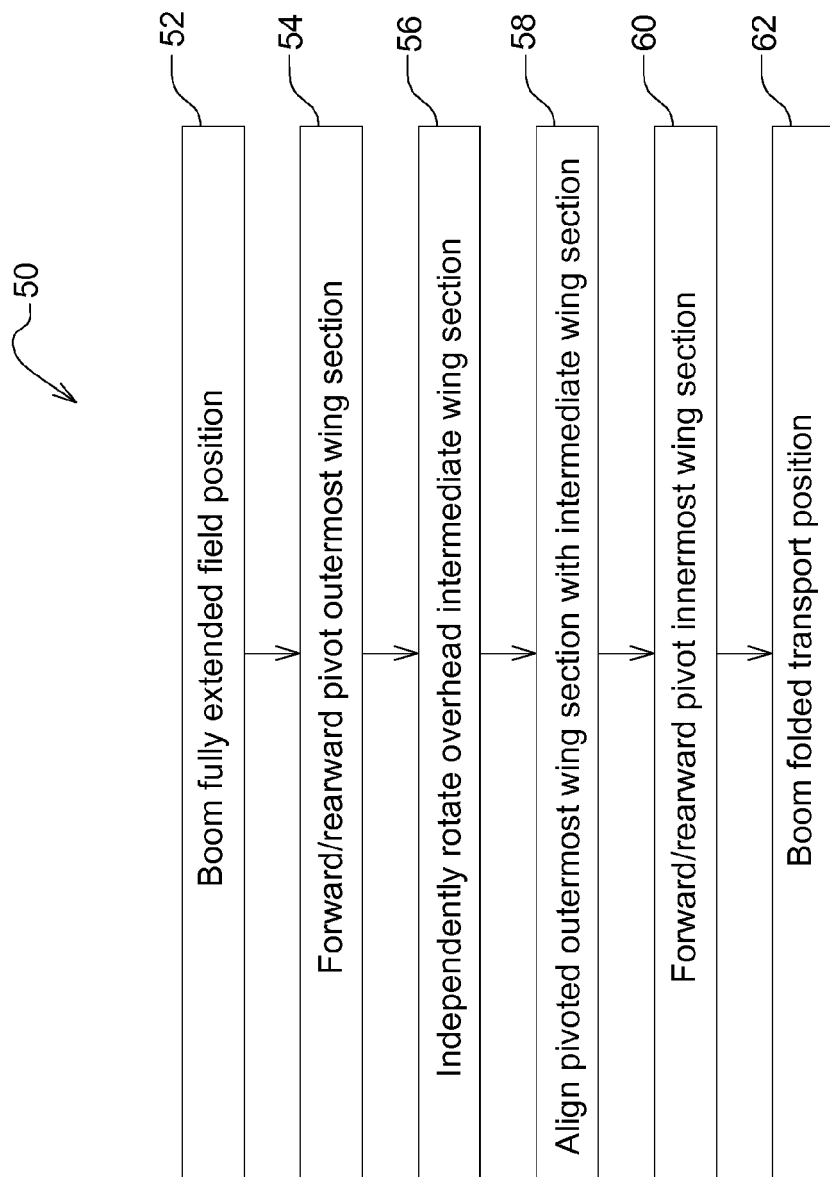 50
Boom fully extended field position
52
Forward/rearward pivot outermost wing section
54
Independently rotate overhead intermediate wing section
56
Align pivoted outermost wing section with intermediate wing section
58
Forward/rearward pivot innermost wing section
60
Boom folded transport position
62